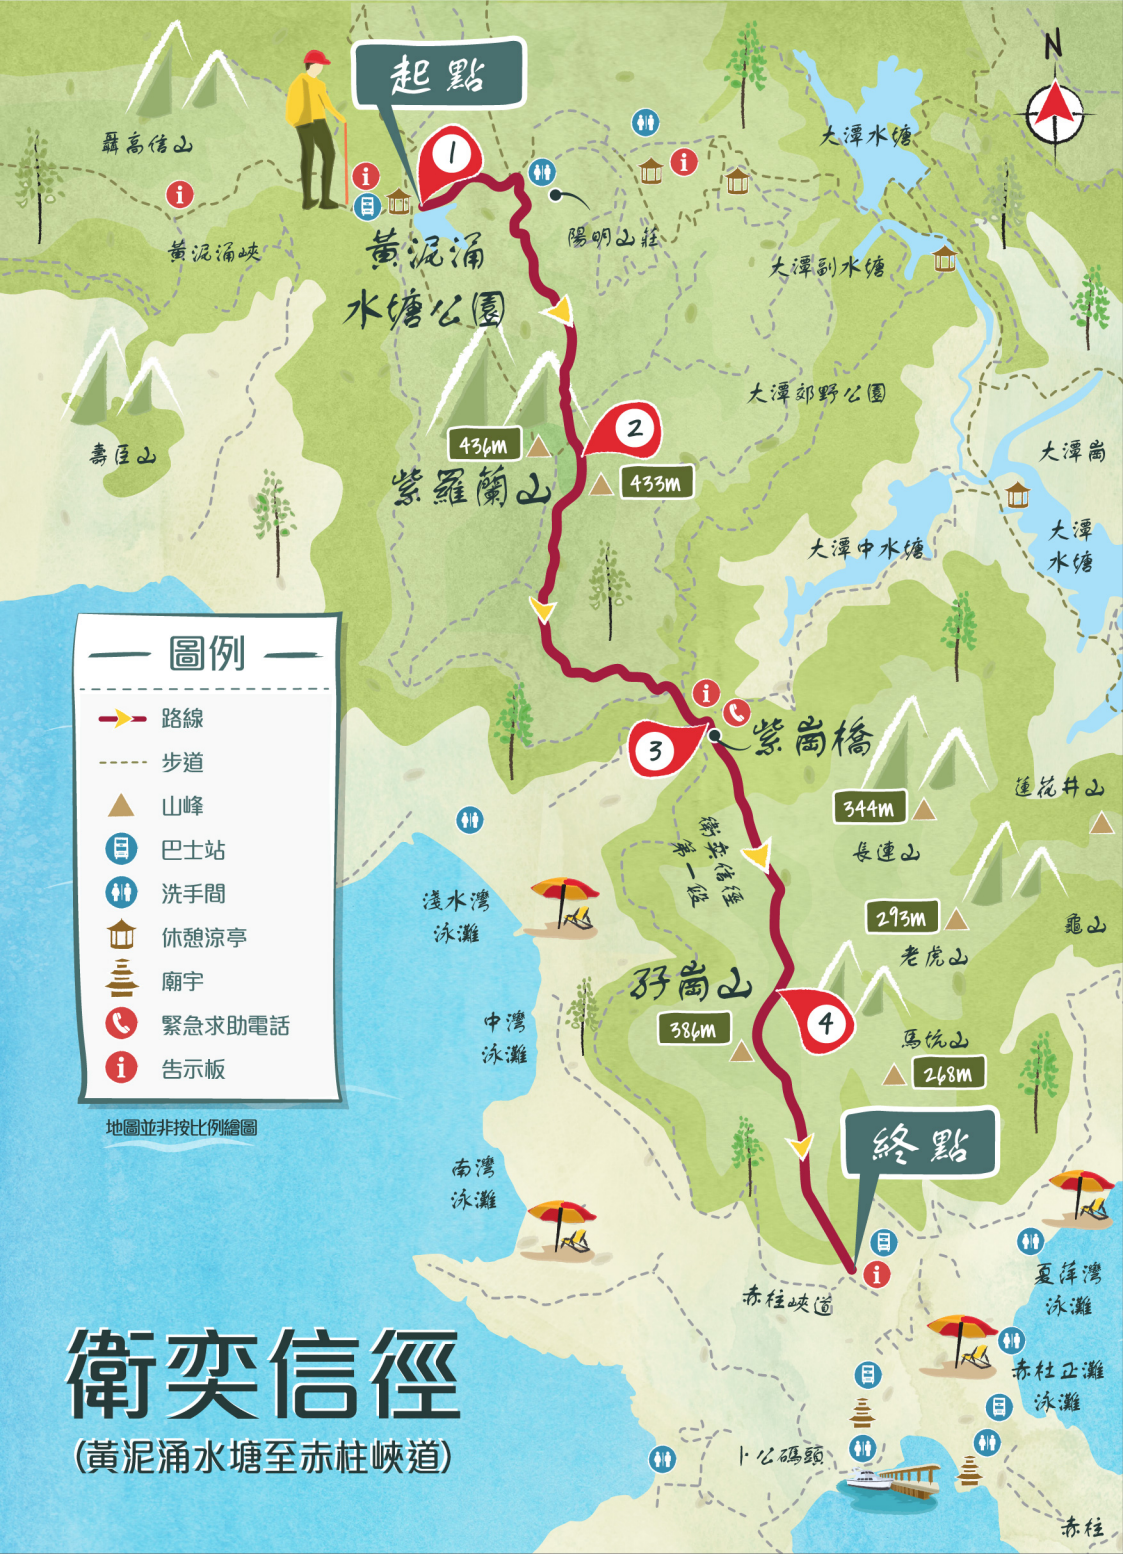 N
起點
1
聶高信山
大潭水塘
黃泥涌峽
黃泥涌
水塘公園
陽明山莊
大潭副水塘
大潭郊野公園
壽臣山
436m
2
433m
紫羅蘭山
大潭崗
大潭中水塘
大潭
水塘
圖例
路線
步道
山峰
巴士站
洗手間
休憩涼亭
廟宇
緊急求助電話
告示板
地圖並非按比例繪圖
3
紫崗橋
蓮花井山
344m
長連山
衛奕信徑
第一段
淺水灣
泳灘
293m
老虎山
龜山
孖崗山
386m
4
中灣
泳灘
馬坑山
268m
終點
南灣
泳灘
夏萍灣
泳灘
赤柱峽道
赤柱正灘
泳灘
衛奕信徑
(黃泥涌水塘至赤柱峽道)
卜公碼頭
赤柱